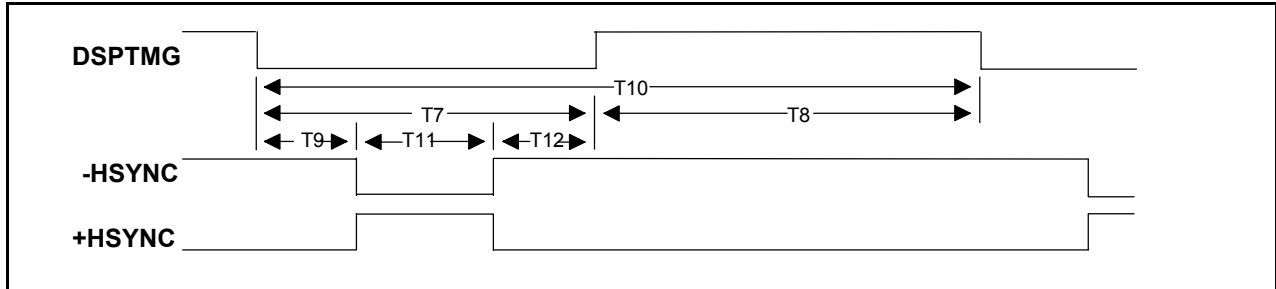 DSPTMG
T10
T7
T8
T9
T11
T12
-HSYNC
+HSYNC